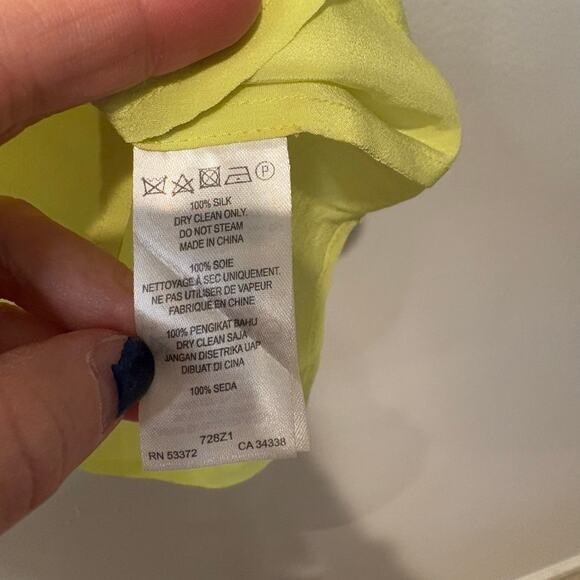 P
100% SILK
DRY CLEAN ONLY.
DO NOT STEAM
MADE IN CHINA
100% SOIE
NETTOYAGE À SEC UNIQUEMENT.
NE PAS UTILISER DE VAPEUR
FABRIQUÉ EN CHINE
100% PENGIKAT BAHU
DRY CLEAN SAJA
JANGAN DISETRIKA UAP
DIBUAT DI CINA
100% SEDA
728Z1
RN 53372 CA 34338